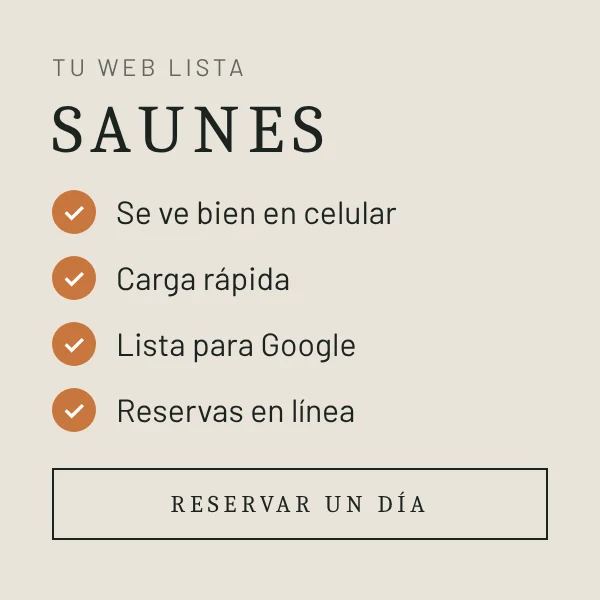 TU WEB LISTA
SAUNES
Se ve bien en celular
Carga rápida
Lista para Google
Reservas en línea
RESERVAR UN DÍA